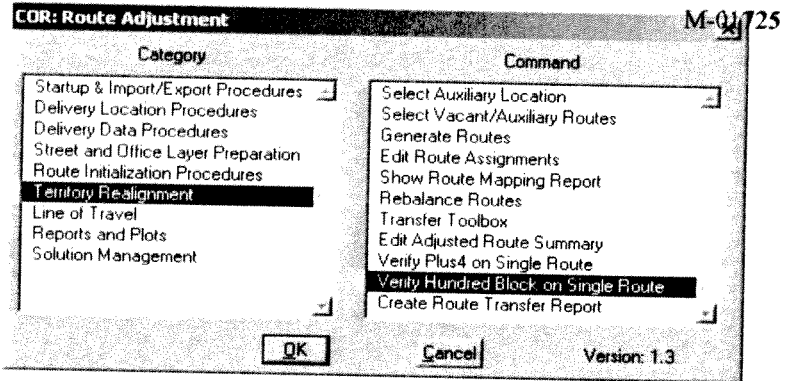 COR: Route Adjustment
M-01725
Category
Command
Startup & Import/Export Procedures
Delivery Location Procedures
Delivery Data Procedures
Street and Office Layer Preparation
Route Initialization Procedures
Territory Realignment
Line of Travel
Reports and Plots
Solution Management
Select Auxiliary Location
Select Vacant/Auxiliary Routes
Generate Routes
Edit Route Assignments
Show Route Mapping Report
Rebalance Routes
Transfer Toolbox
Edit Adjusted Route Summary
Verify Plus4 on Single Route
Verify Hundred Block on Single Route
Create Route Transfer Report
OK
Cancel
Version: 1.3